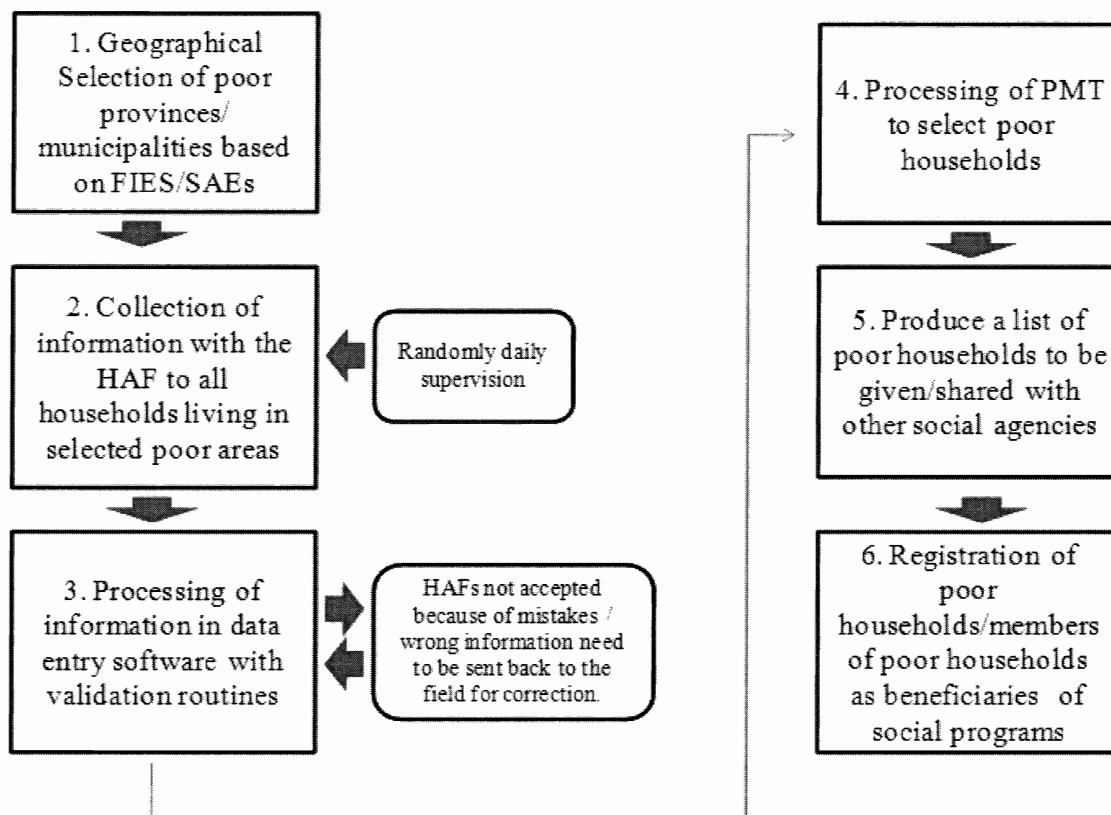 1. Geographical
Selection of poor
provinces/
municipalities based
on FIES/SAEs
2. Collection of
information with the
HAF to all
households living in
selected poor areas
Randomly daily
supervision
3. Processing of
information in data
entry software with
validation routines
HAFs not accepted
because of mistakes /
wrong information need
to be sent back to the
field for correction.
4. Processing of PMT
to select poor
households
5. Produce a list of
poor households to be
given/shared with
other social agencies
6. Registration of
poor
households/members
of poor households
as beneficiaries of
social programs